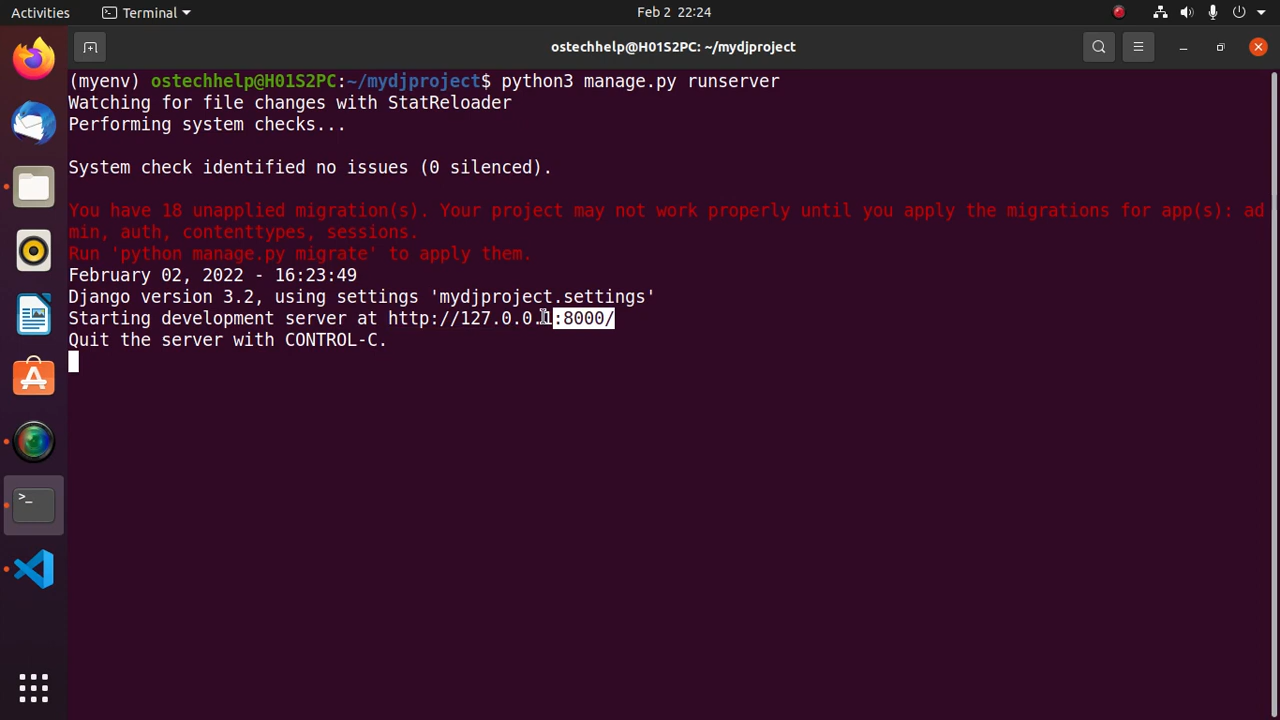 Activities
Terminal
Feb 2 22:24
ostechhelp@H01S2PC: ~/mydjproject
(myenv) ostechhelp@H01S2PC:~/mydjproject$ python3 manage.py runserver
Watching for file changes with StatReloader
Performing system checks...
System check identified no issues (0 silenced).
You have 18 unapplied migration(s). Your project may not work properly until you apply the migrations for app(s): ad
min, auth, contenttypes, sessions.
Run 'python manage.py migrate' to apply them.
February 02, 2022 - 16:23:49
Django version 3.2, using settings 'mydjproject.settings'
Starting development server at http://127.0.0.1:8000/
Quit the server with CONTROL-C.